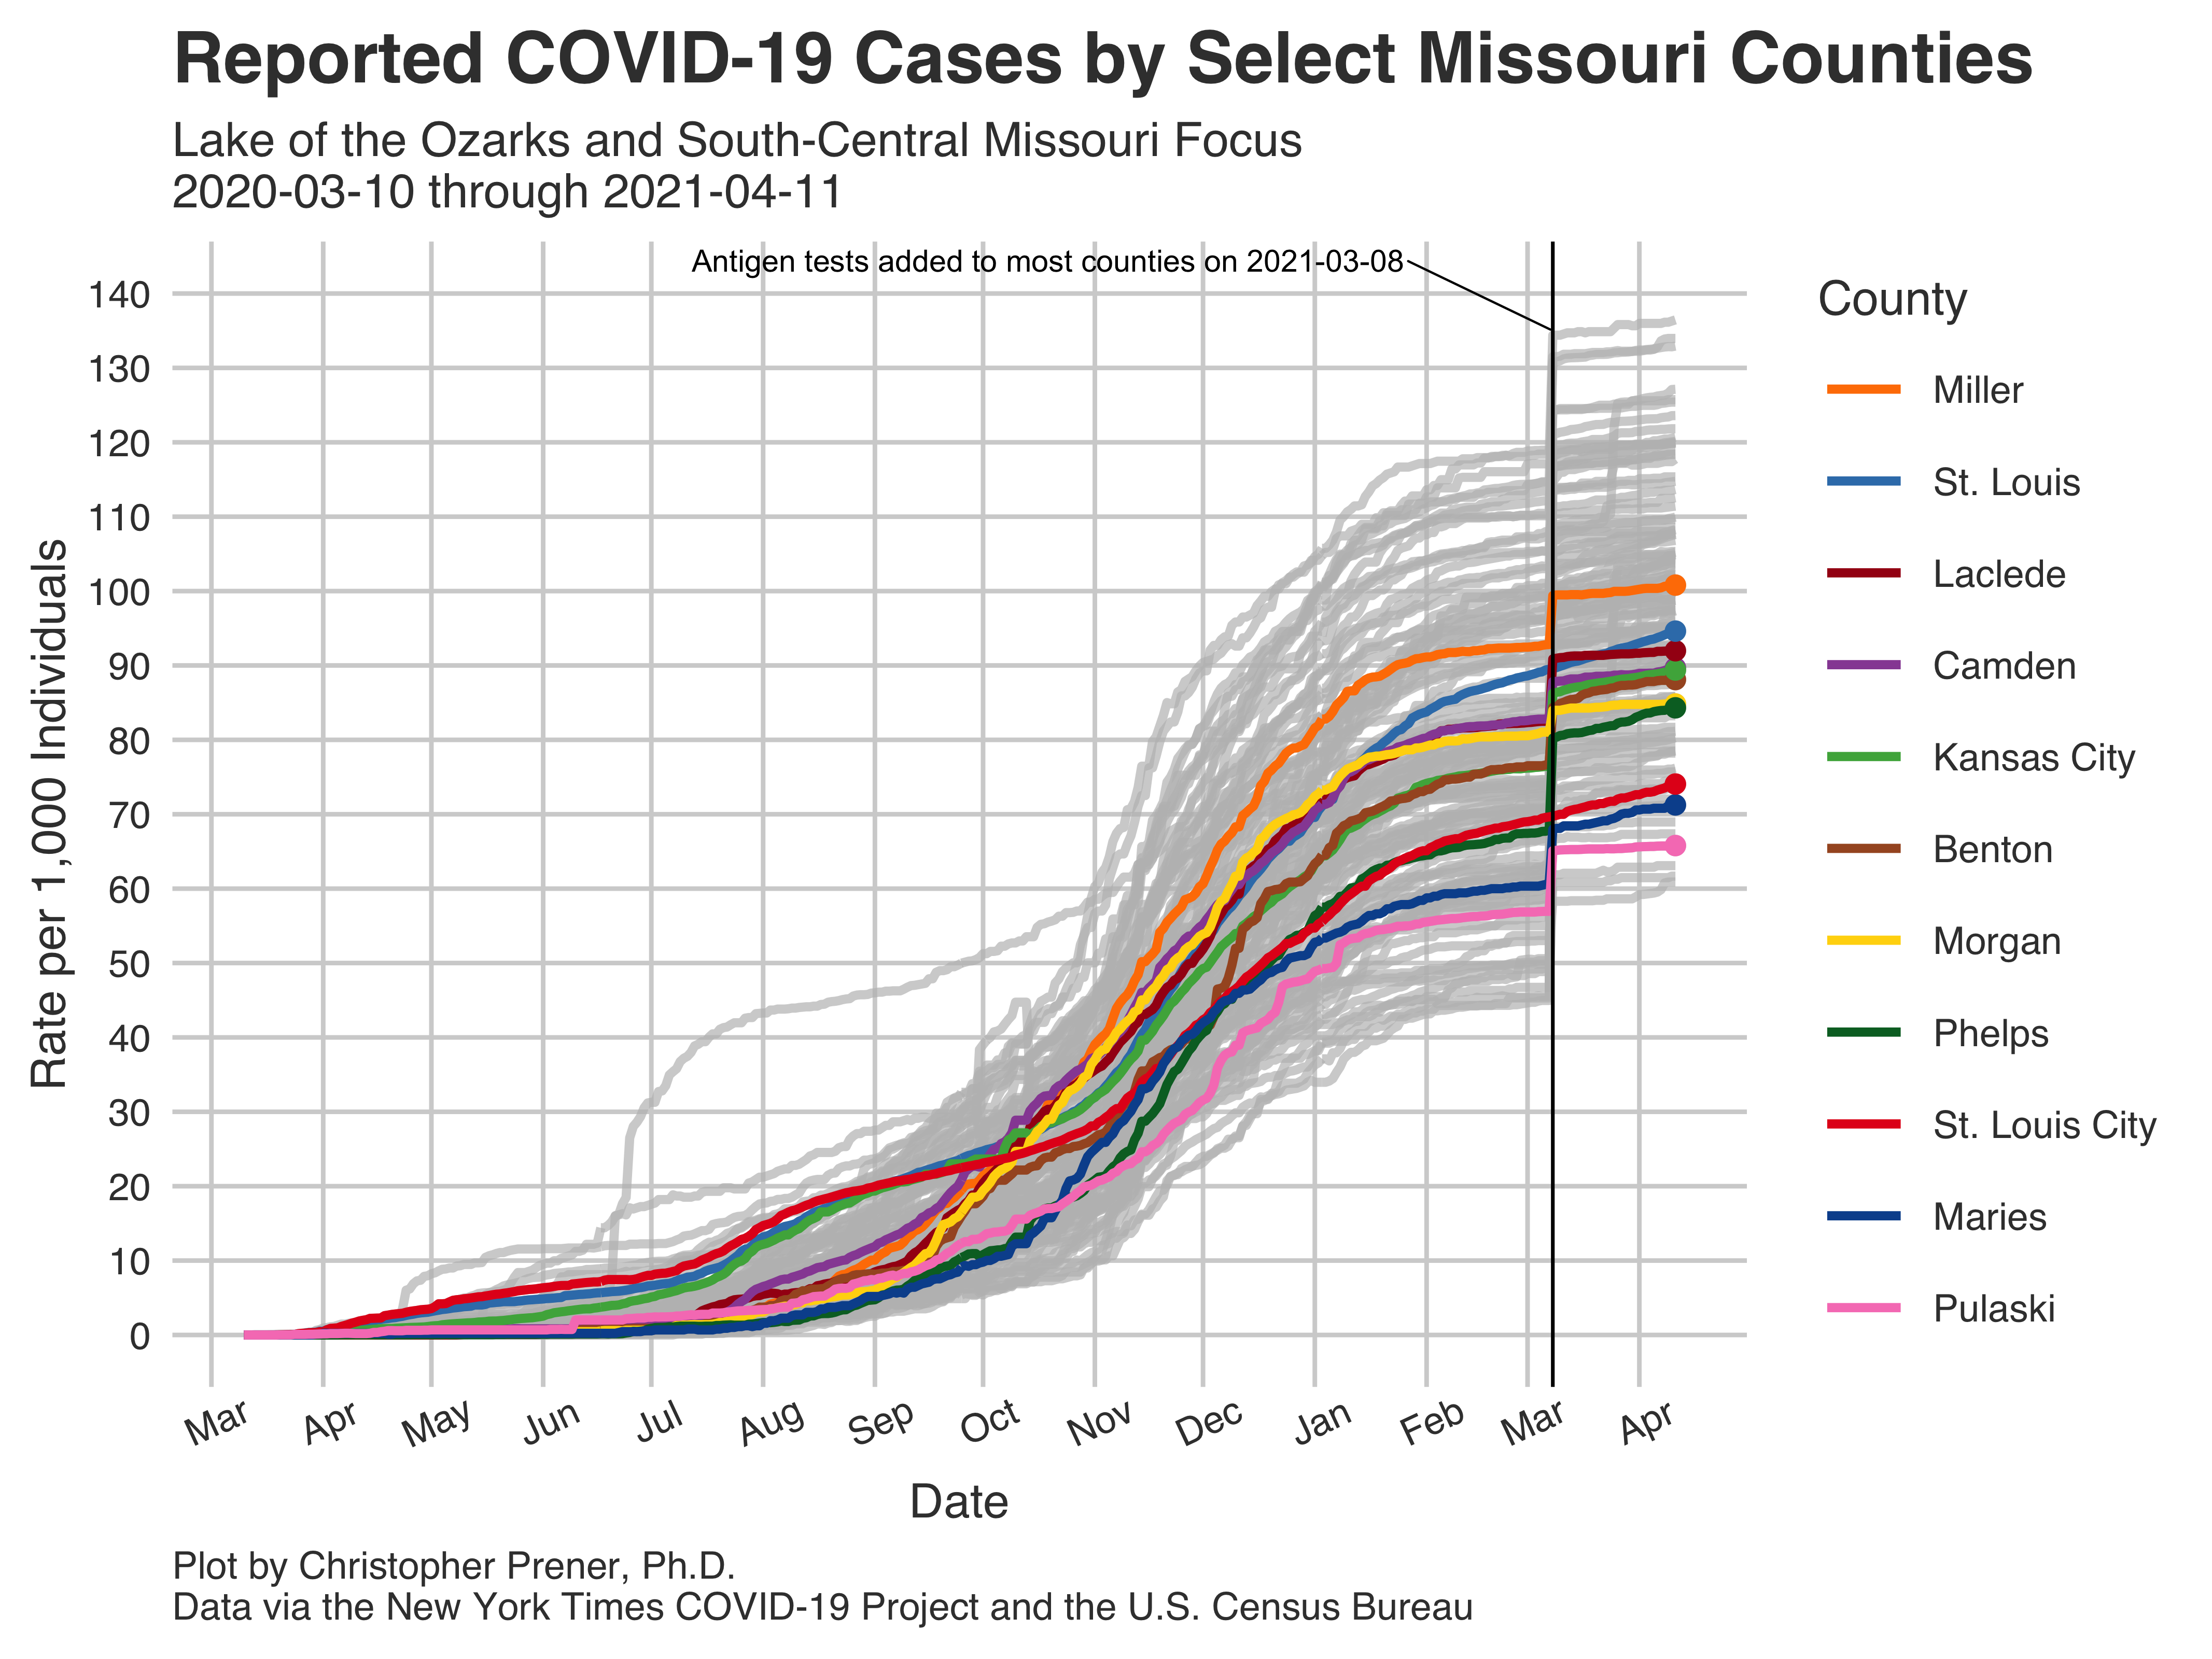 Reported COVID-19 Cases by Select Missouri Counties
Lake of the Ozarks and South-Central Missouri Focus
2020-03-10 through 2021-04-11
Antigen tests added to most counties on 2021-03-08
Rate per 1,000 Individuals
140
130
120
110
100
90
80
70
60
50
40
30
20
10
0
Mar
Apr
May
Jun
Jul
Aug
Sep
Oct
Nov
Dec
Jan
Feb
Mar
Apr
Date
County
Miller
St. Louis
Laclede
Camden
Kansas City
Benton
Morgan
Phelps
St. Louis City
Maries
Pulaski
Plot by Christopher Prener, Ph.D.
Data via the New York Times COVID-19 Project and the U.S. Census Bureau